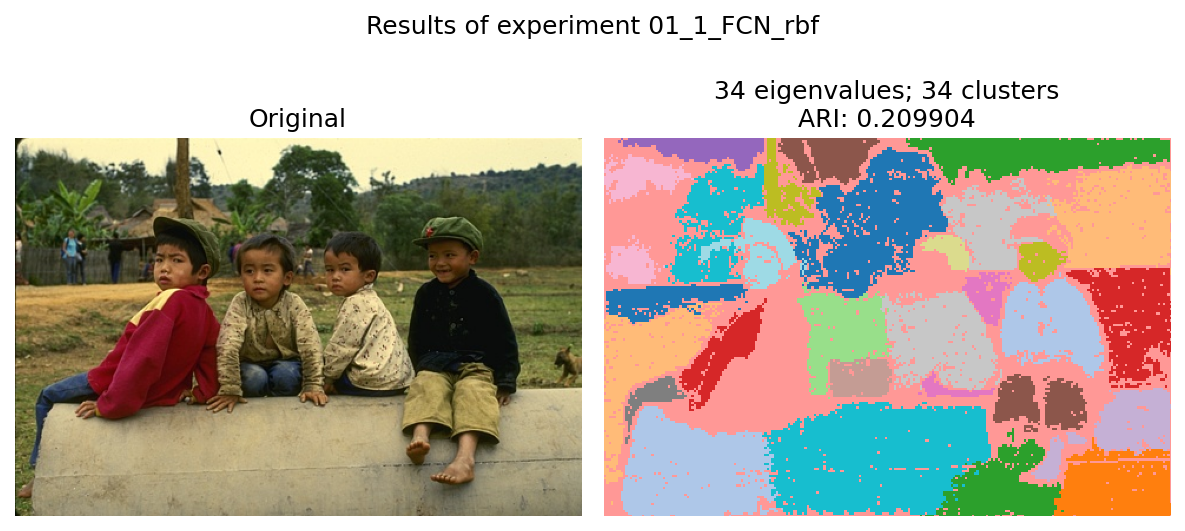 Results of experiment 01_1_FCN_rbf
Original
34 eigenvalues; 34 clusters
ARI: 0.209904